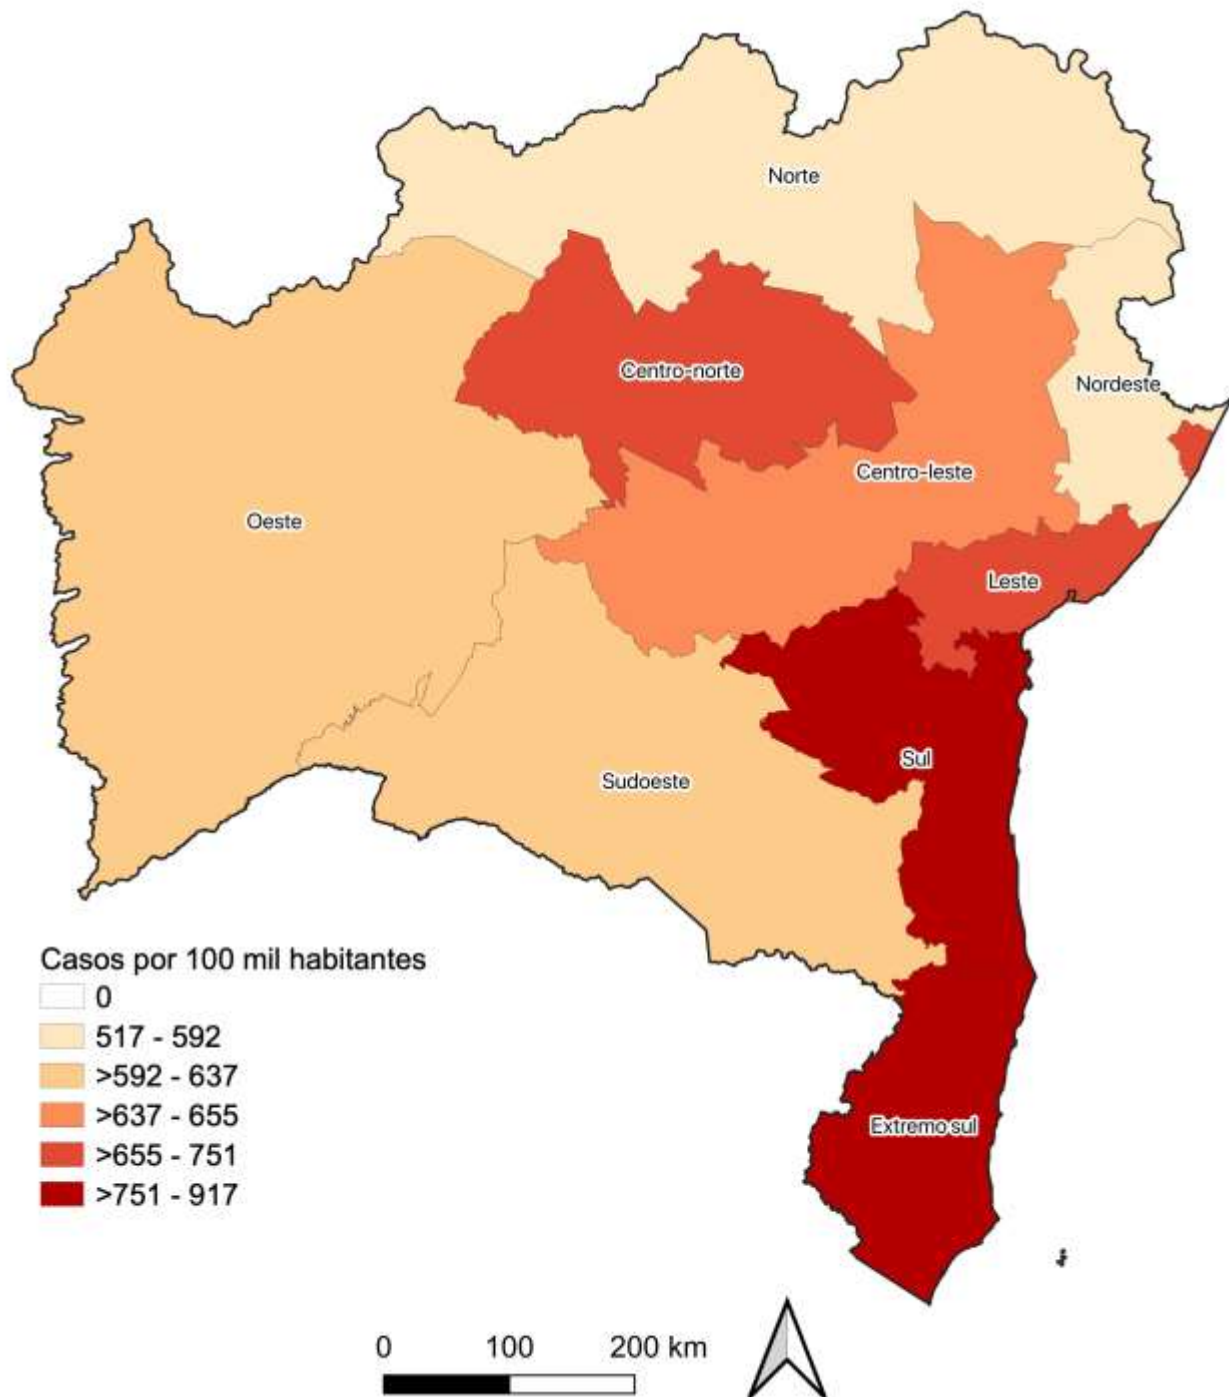 Norte
Centro-norte
Nordeste
Centro-leste
Oeste
Leste
Sul
Sudoeste
Extremo sul
Casos por 100 mil habitantes
0
517 - 592
>592 - 637
>637 - 655
>655 - 751
>751 - 917
0 100 200 km